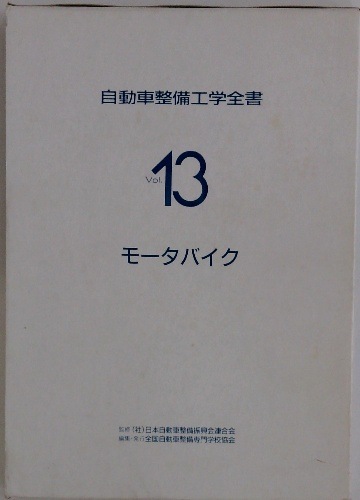 自動車整備工学全書
Vol. 13
モータバイク
監修 (社)日本自動車整備振興会連合会
編集・発行 全国自動車整備専門学校協会